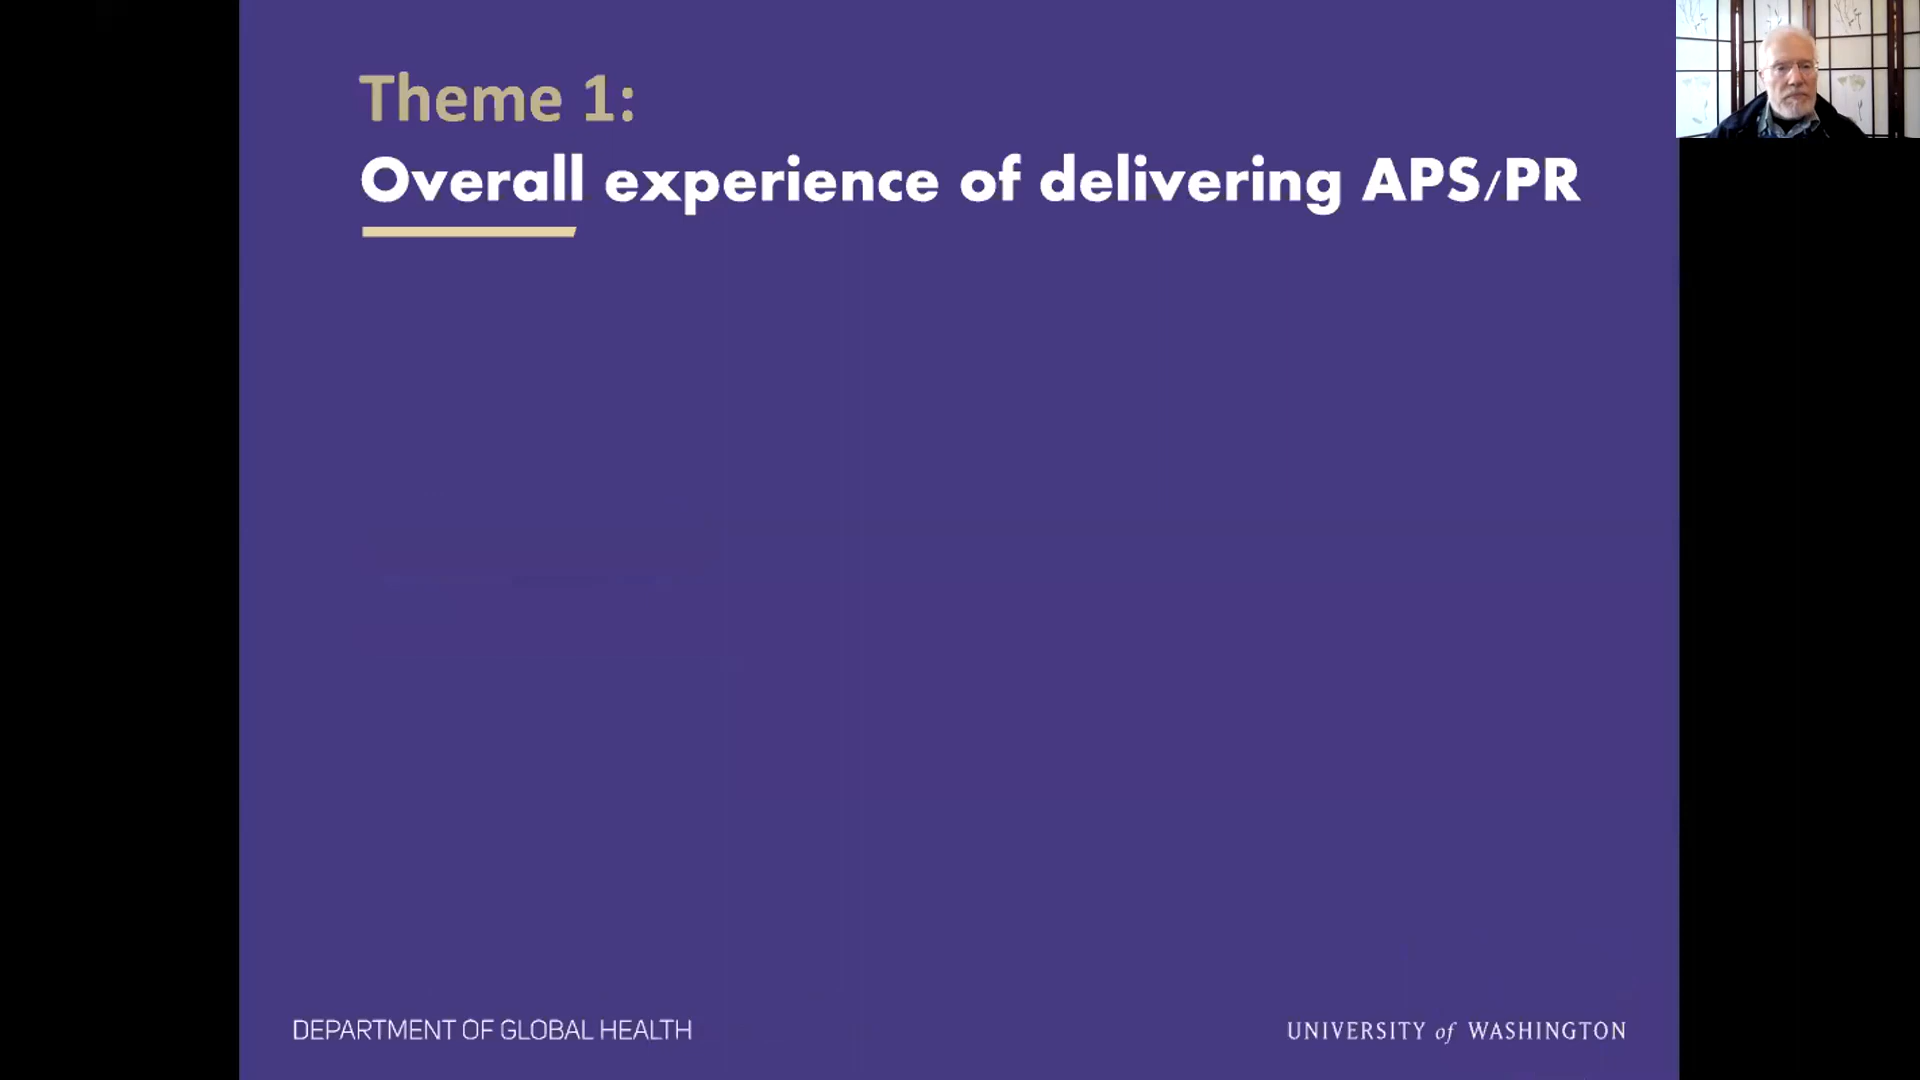 Theme 1:
Overall experience of delivering APS/PR
DEPARTMENT OF GLOBAL HEALTH
UNIVERSITY of WASHINGTON